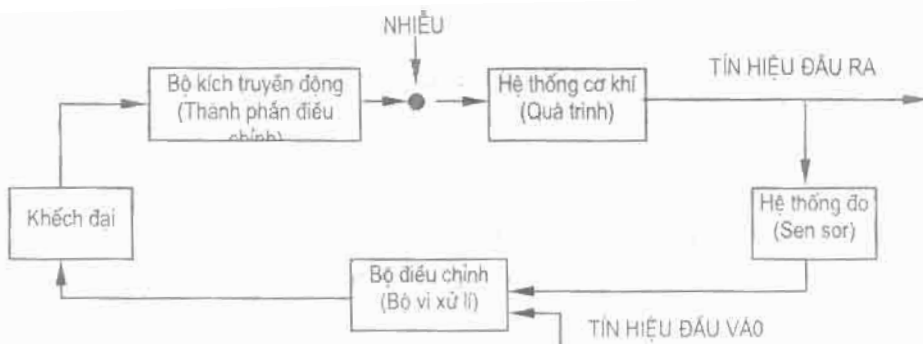 NHIỄU
TÍN HIỆU ĐẦU RA
Bộ kích truyền động
(Thành phần điều
chỉnh)
Hệ thống cơ khí
(Quá trình)
Khếch đại
Hệ thống đo
(Sen sor)
Bộ điều chỉnh
(Bộ vi xử lí)
TÍN HIỆU ĐẦU VÀ0